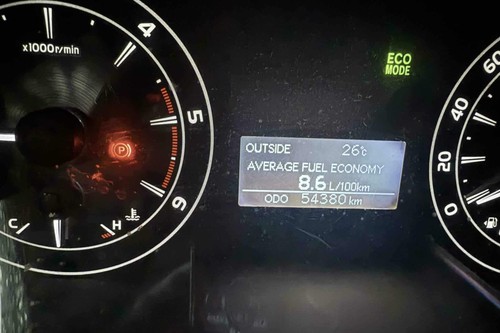 x1000r/min
4
5
6
P
C
H
ECO
MODE
OUTSIDE 26℃
AVERAGE FUEL ECONOMY
8.6 L/100km
ODO 54380 km
60
40
20
0